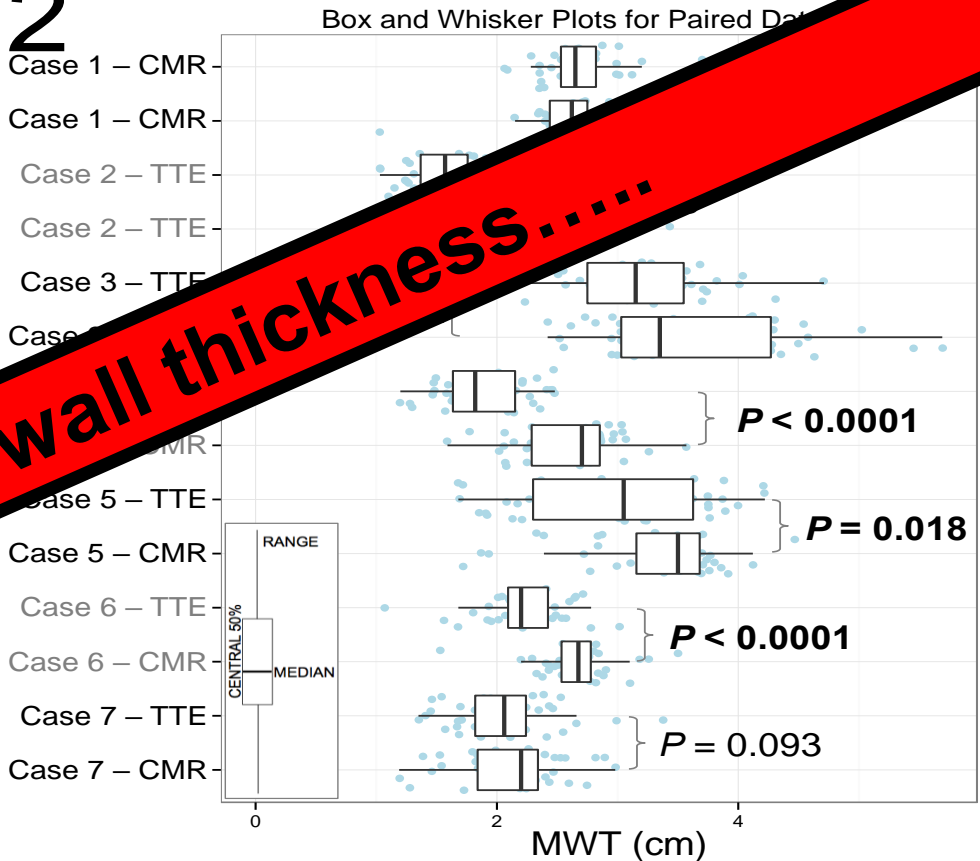 2
Box and Whisker Plots for Paired
Case 1 – CMR
Case 1 – CMR
Case 2 – TTE
Case 2 – TTE
Case 3 – TTE
wall thickness…..
P < 0.0001
Case 5 – TTE
P = 0.018
Case 5 – CMR
RANGE
CENTRAL 50%
MEDIAN
Case 6 – TTE
P < 0.0001
Case 6 – CMR
Case 7 – TTE
P = 0.093
Case 7 – CMR
0 2 4
MWT (cm)